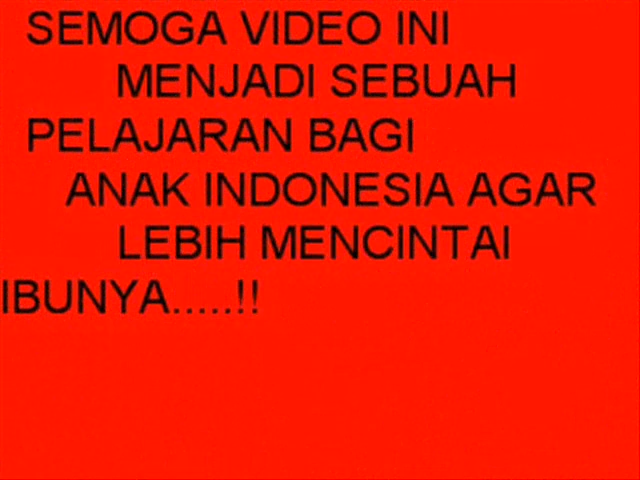 SEMOGA VIDEO INI
MENJADI SEBUAH
PELAJARAN BAGI
ANAK INDONESIA AGAR
LEBIH MENCINTAI
IBUNYA.....!!